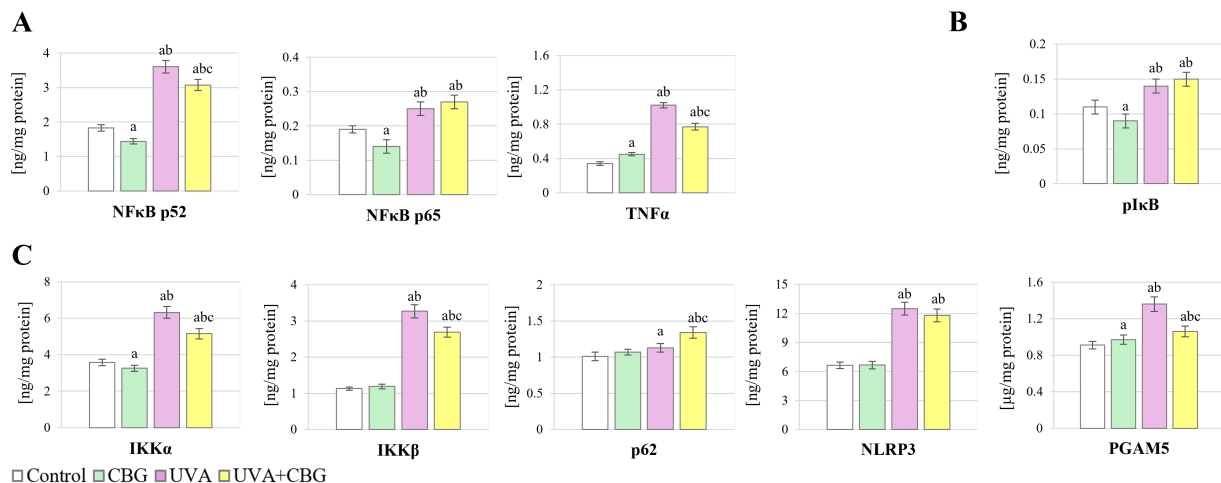 A
B
[ng/mg protein]
4
3
2
1
0
a
ab
abc
NFκB p52
[ng/mg protein]
0.4
0.3
0.2
0.1
0
a
ab
ab
NFκB p65
[ng/mg protein]
1.6
1.2
0.8
0.4
0
a
ab
abc
TNFα
[ng/mg protein]
0.2
0.15
0.1
0.05
0
a
ab
ab
pIκB
C
[ng/mg protein]
8
6
4
2
0
a
ab
abc
IKKα
[ng/mg protein]
4
3
2
1
0
ab
abc
IKKβ
[ng/mg protein]
2
1.5
1
0.5
0
a
abc
p62
[ng/mg protein]
15
12
9
6
3
0
ab
ab
NLRP3
[µg/mg protein]
1.6
1.2
0.8
0.4
0
a
ab
abc
PGAM5
Control CBG UVA UVA+CBG